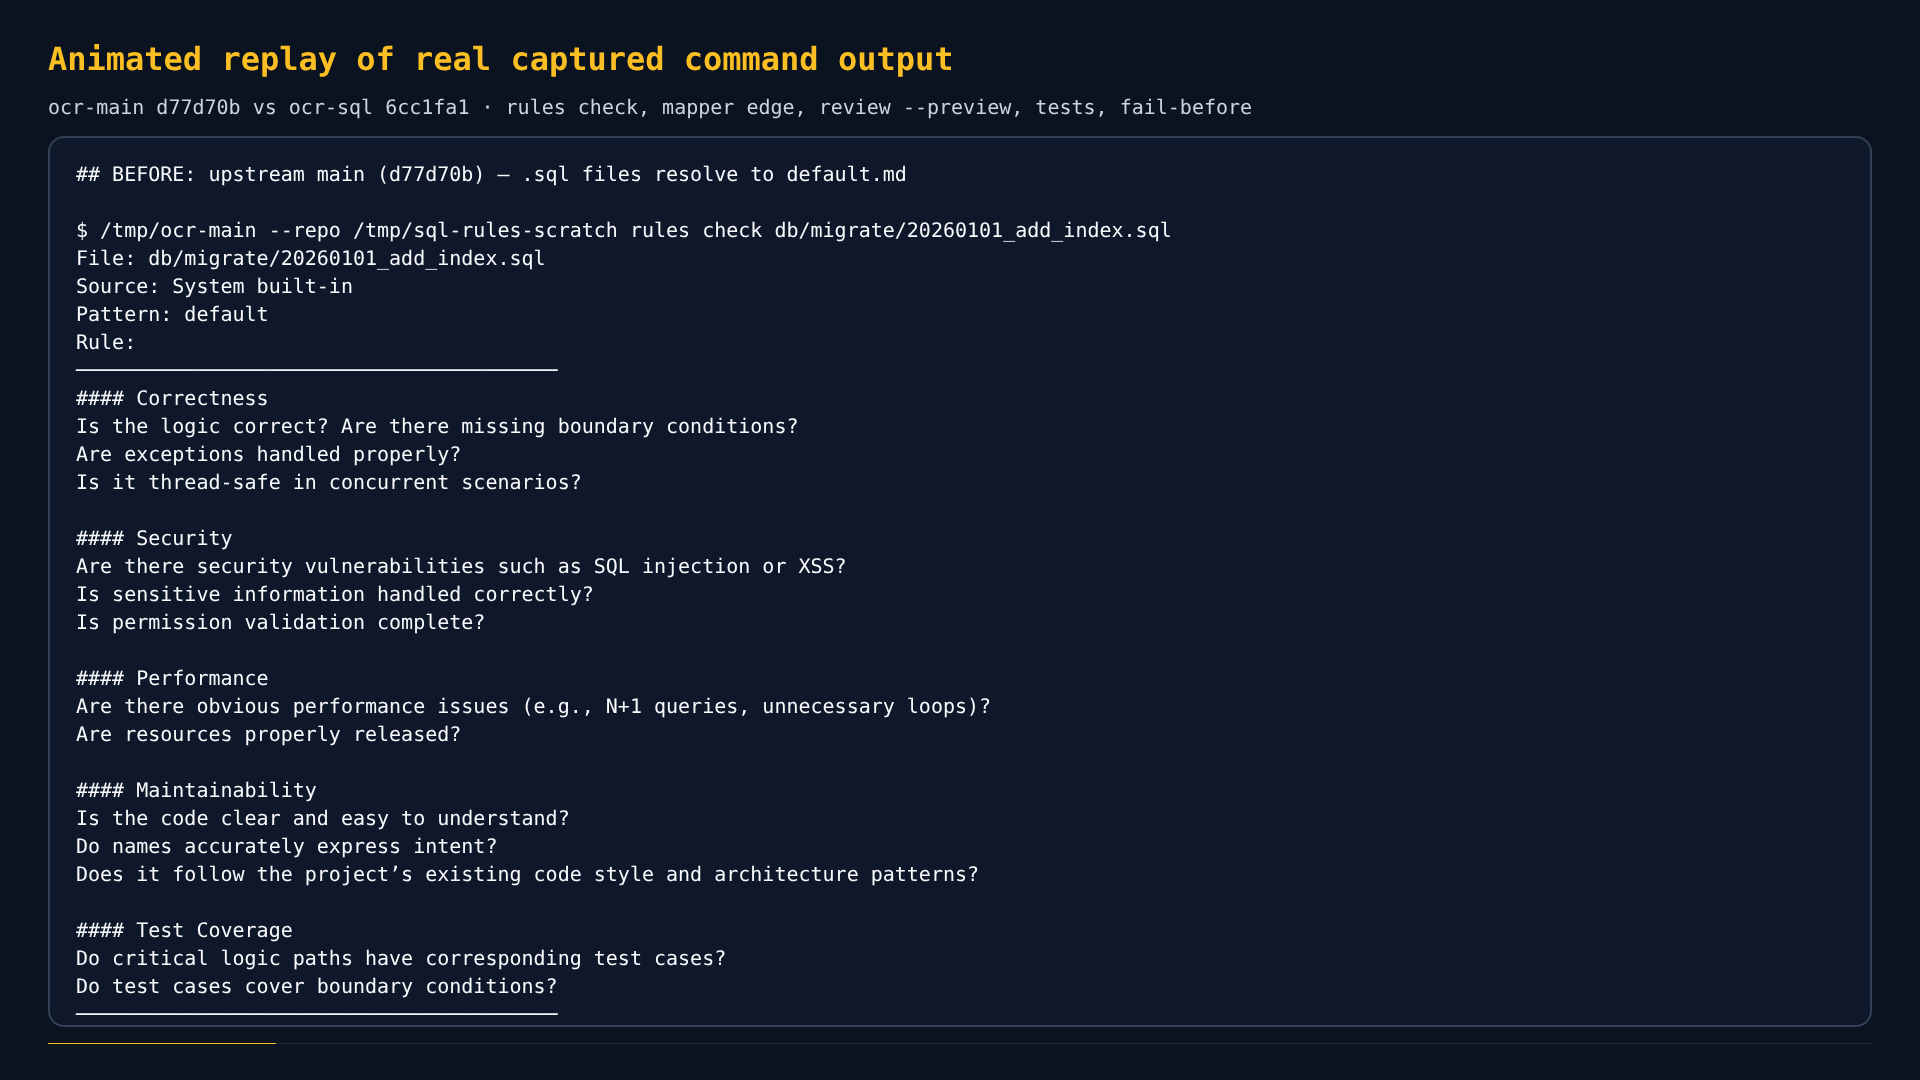 Animated replay of real captured command output
ocr-main d77d70b vs ocr-sql 6cc1fa1 · rules check, mapper edge, review --preview, tests, fail-before
## BEFORE: upstream main (d77d70b) — .sql files resolve to default.md
$ /tmp/ocr-main --repo /tmp/sql-rules-scratch rules check db/migrate/20260101_add_index.sql
File: db/migrate/20260101_add_index.sql
Source: System built-in
Pattern: default
Rule:
────────────────────────────────────────
#### Correctness
Is the logic correct? Are there missing boundary conditions?
Are exceptions handled properly?
Is it thread-safe in concurrent scenarios?
#### Security
Are there security vulnerabilities such as SQL injection or XSS?
Is sensitive information handled correctly?
Is permission validation complete?
#### Performance
Are there obvious performance issues (e.g., N+1 queries, unnecessary loops)?
Are resources properly released?
#### Maintainability
Is the code clear and easy to understand?
Do names accurately express intent?
Does it follow the project’s existing code style and architecture patterns?
#### Test Coverage
Do critical logic paths have corresponding test cases?
Do test cases cover boundary conditions?
────────────────────────────────────────